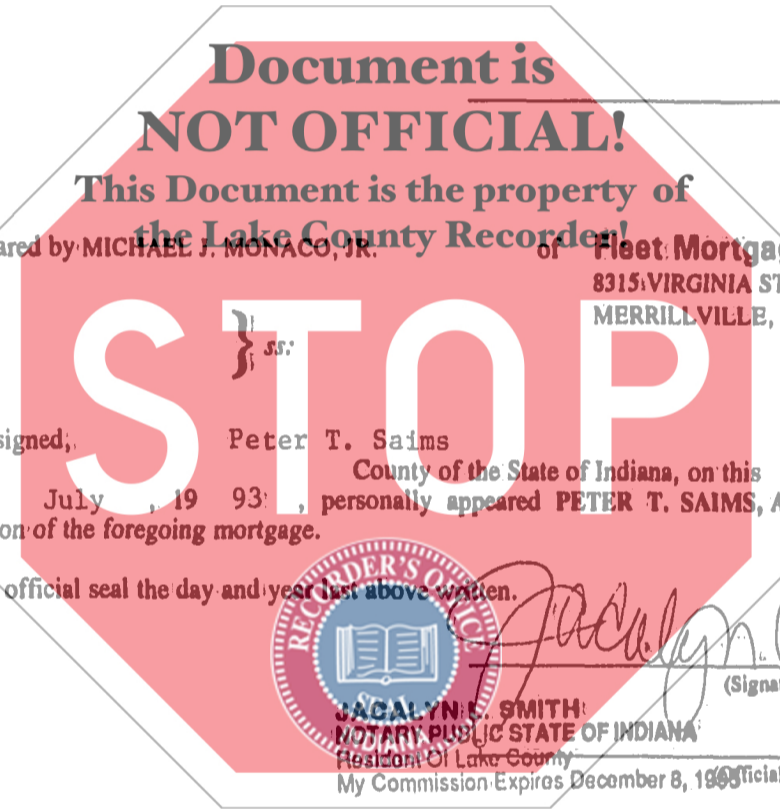 Document is
NOT OFFICIAL!
This Document is the property of
the Lake County Recorder!
ared by MICHAEL J. MONACO, JR. of Fleet Mortga
8315 VIRGINIA ST
MERRILLVILLE,
} ss:
STOP
signed, Peter T. Saims
County of the State of Indiana, on this
July , 19 93 , personally appeared PETER T. SAIMS, A
on of the foregoing mortgage.
official seal the day and year last above written.
RECORDER'S OFFICE
SEAL
INDIANA
Jacalyn
(Signa
JACALYN L. SMITH
NOTARY PUBLIC STATE OF INDIANA
Resident Of Lake County
My Commission Expires December 8, (Official